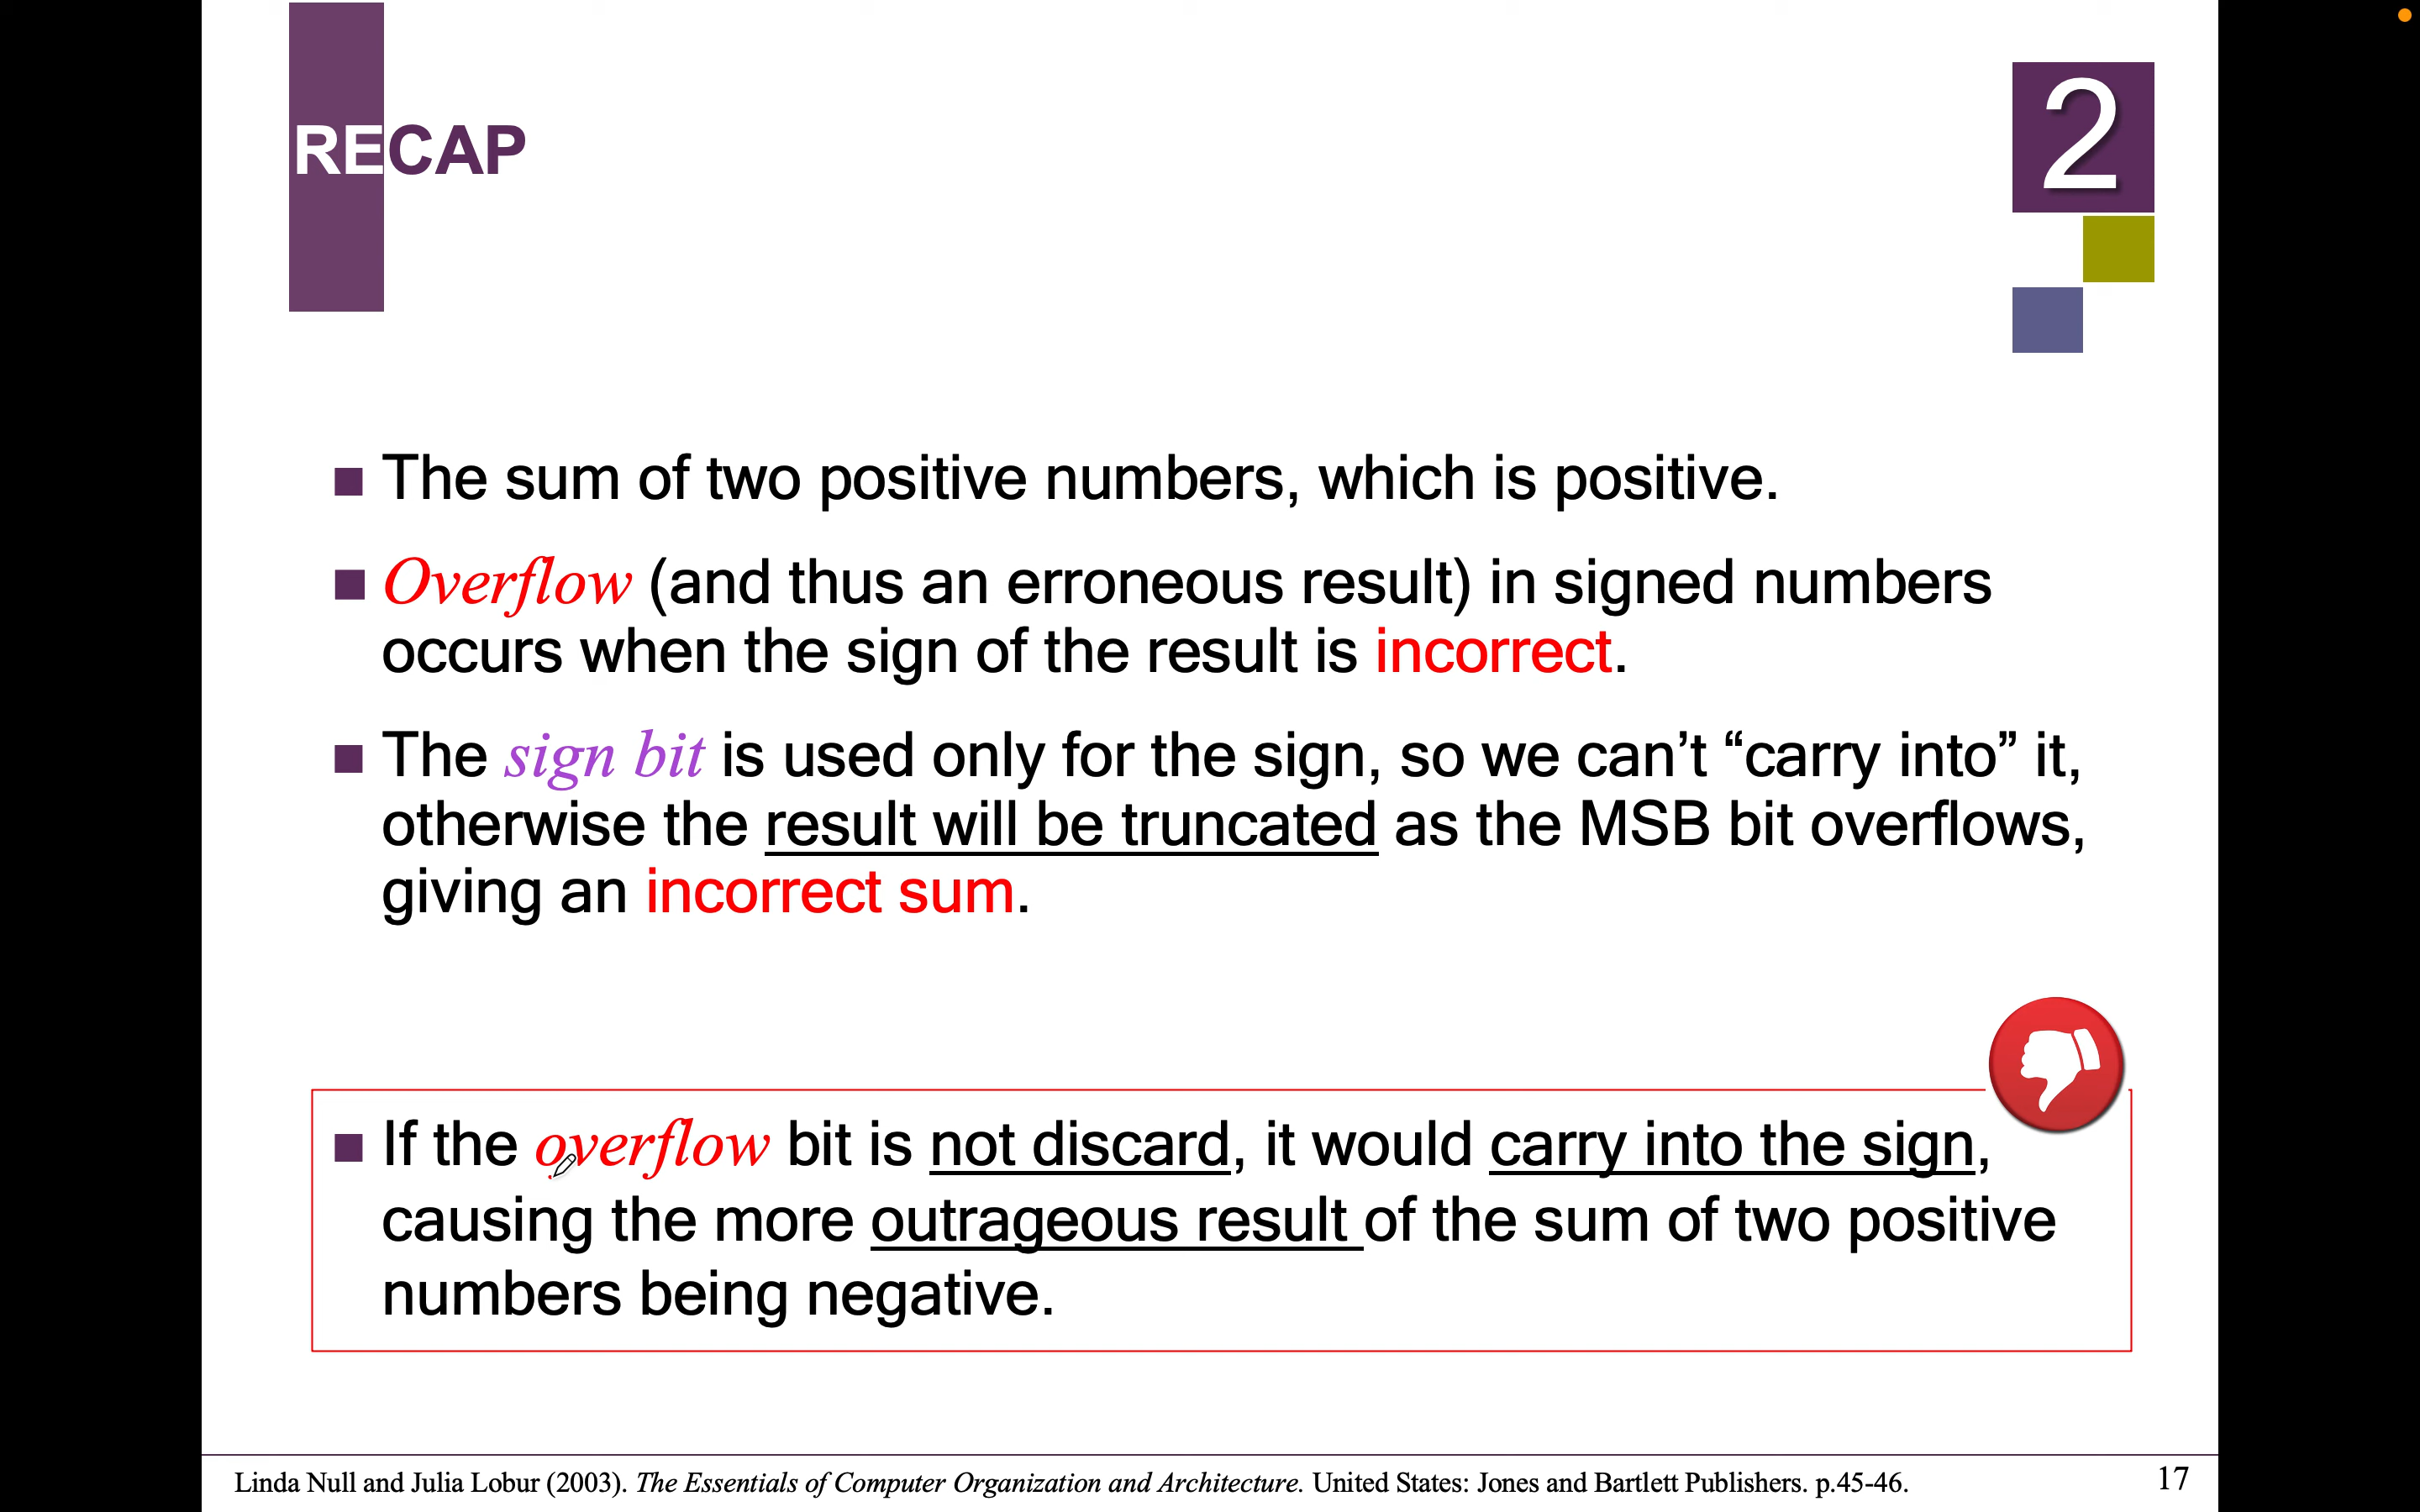 RECAP
2
The sum of two positive numbers, which is positive.
Overflow (and thus an erroneous result) in signed numbers
occurs when the sign of the result is incorrect.
The sign bit is used only for the sign, so we can’t “carry into” it,
otherwise the result will be truncated as the MSB bit overflows,
giving an incorrect sum.
If the overflow bit is not discard, it would carry into the sign,
causing the more outrageous result of the sum of two positive
numbers being negative.
Linda Null and Julia Lobur (2003). The Essentials of Computer Organization and Architecture. United States: Jones and Bartlett Publishers. p.45-46.
17